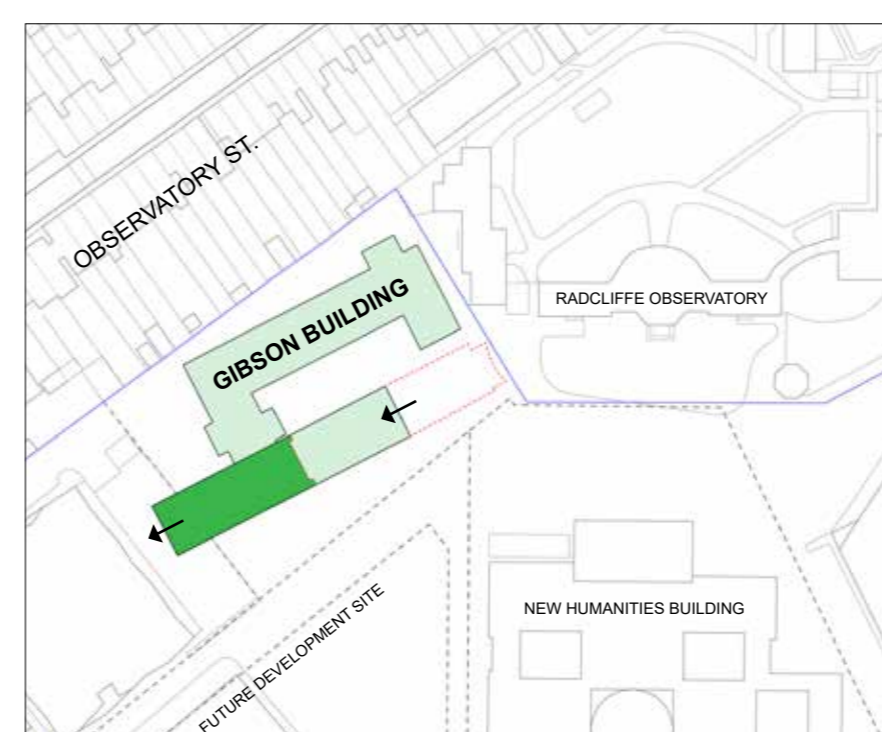 OBSERVATORY ST.
GIBSON BUILDING
RADCLIFFE OBSERVATORY
NEW HUMANITIES BUILDING
FUTURE DEVELOPMENT SITE